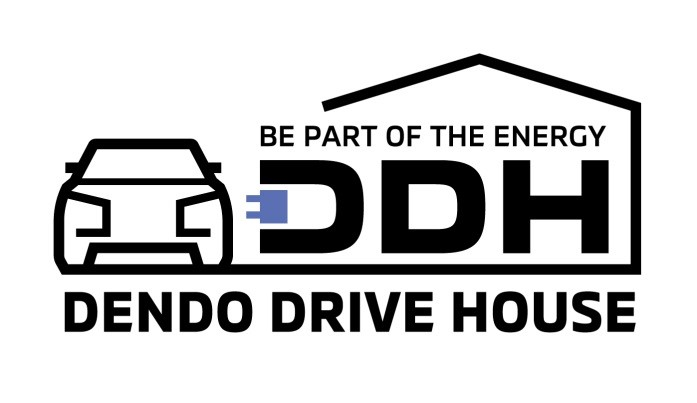 BE PART OF THE ENERGY
DDH
DENDO DRIVE HOUSE